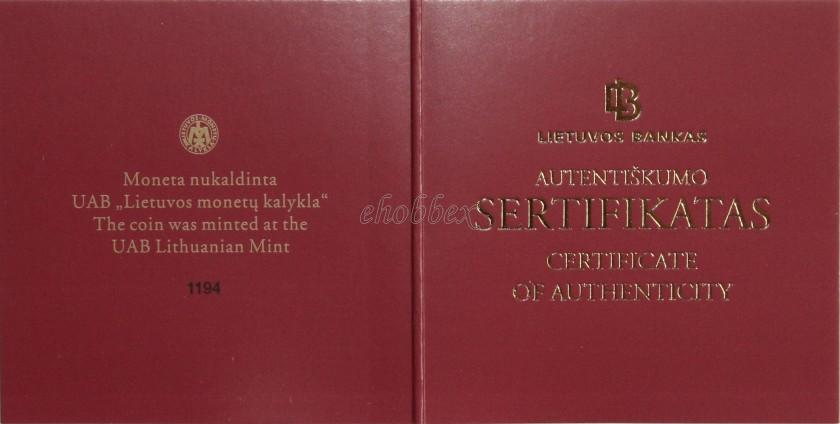 Moneta nukaldinta
UAB „Lietuvos monetų kalykla“
The coin was minted at the
UAB Lithuanian Mint
1194
ehobbex
LB
LIETUVOS BANKAS
AUTENTIŠKUMO
SERTIFIKATAS
CERTIFICATE
OF AUTHENTICITY